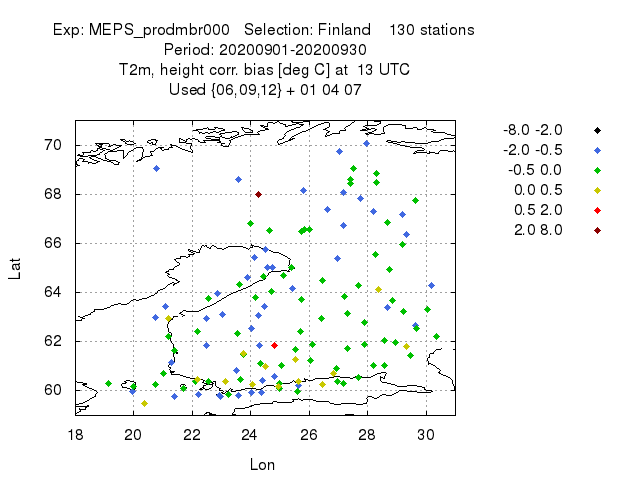 Exp: MEPS_prodmbr000 Selection: Finland 130 stations
Period: 20200901-20200930
T2m, height corr. bias [deg C] at 13 UTC
Used {06,09,12} + 01 04 07
-8.0 -2.0
-2.0 -0.5
-0.5 0.0
0.0 0.5
0.5 2.0
2.0 8.0
70
68
66
64
62
60
Lat
18 20 22 24 26 28 30
Lon